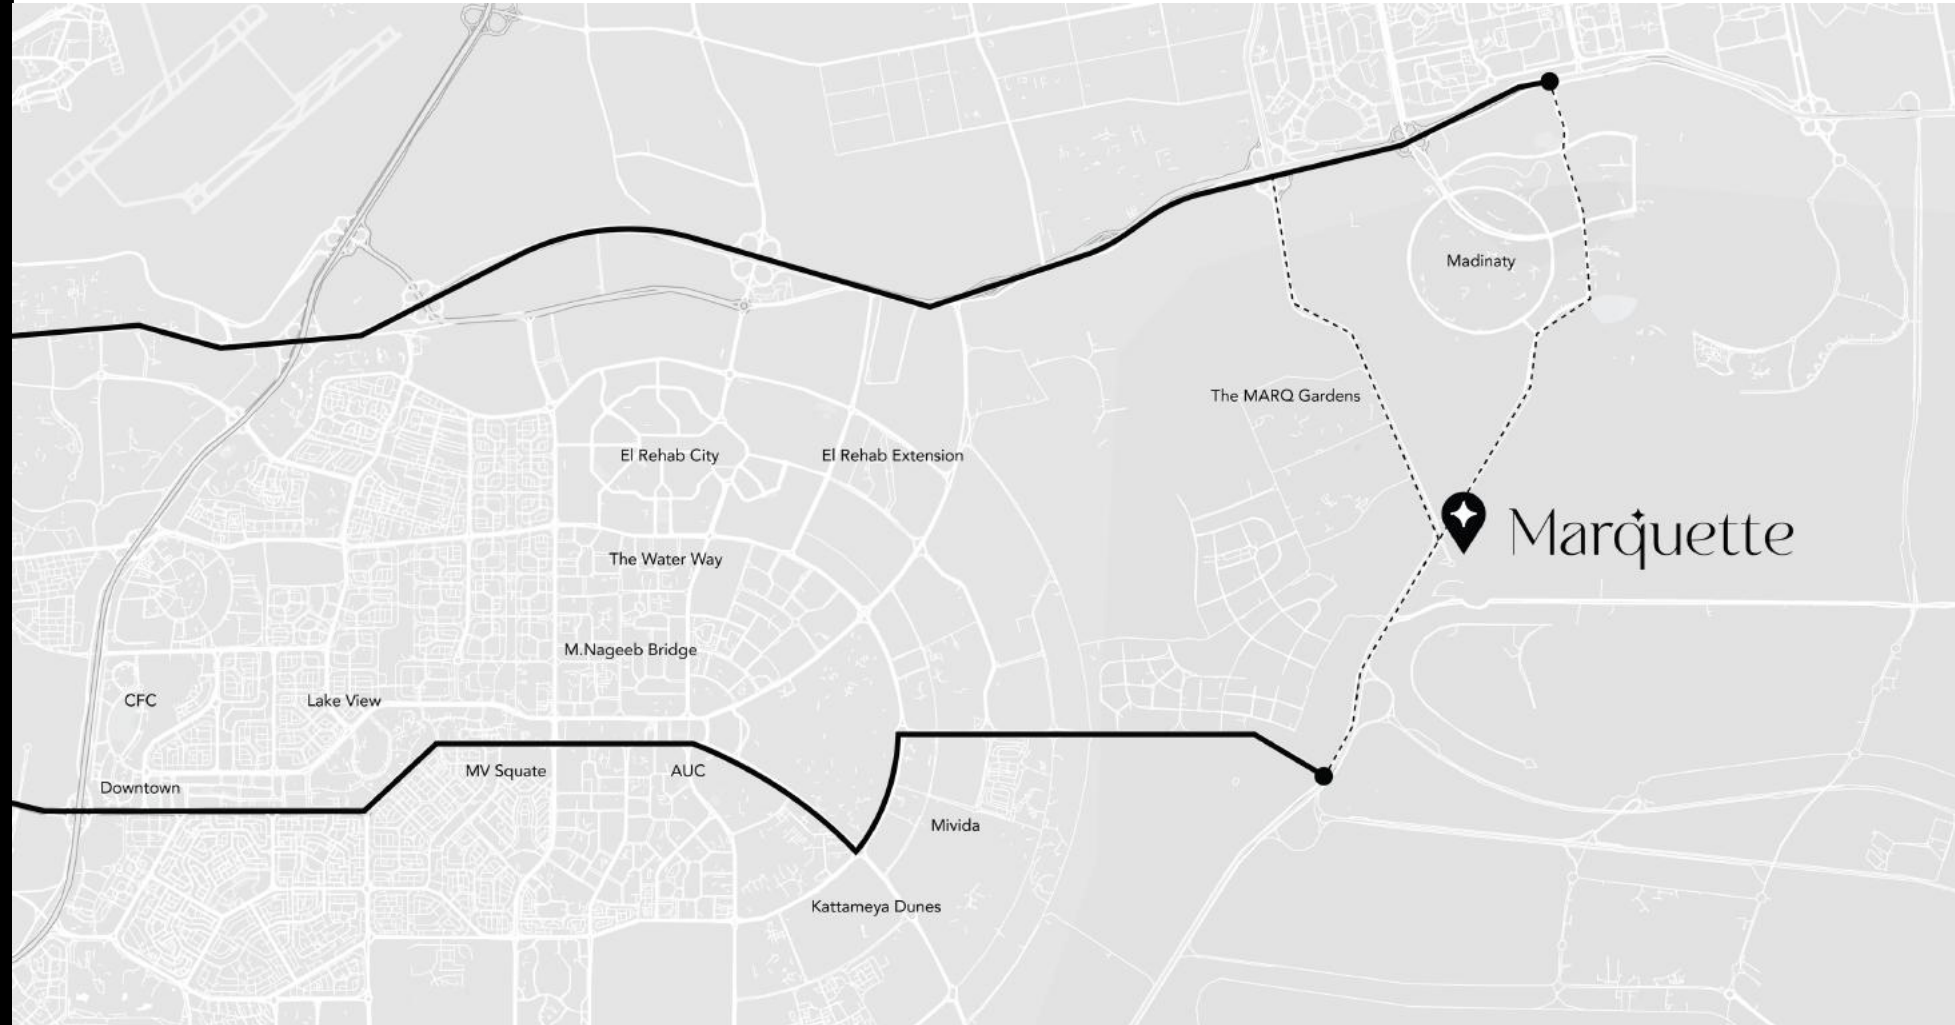 Madinaty
The MARQ Gardens
El Rehab City
El Rehab Extension
Marquette
The Water Way
M.Nageeb Bridge
CFC
Lake View
MV Squate
AUC
Downtown
Mivida
Kattameya Dunes